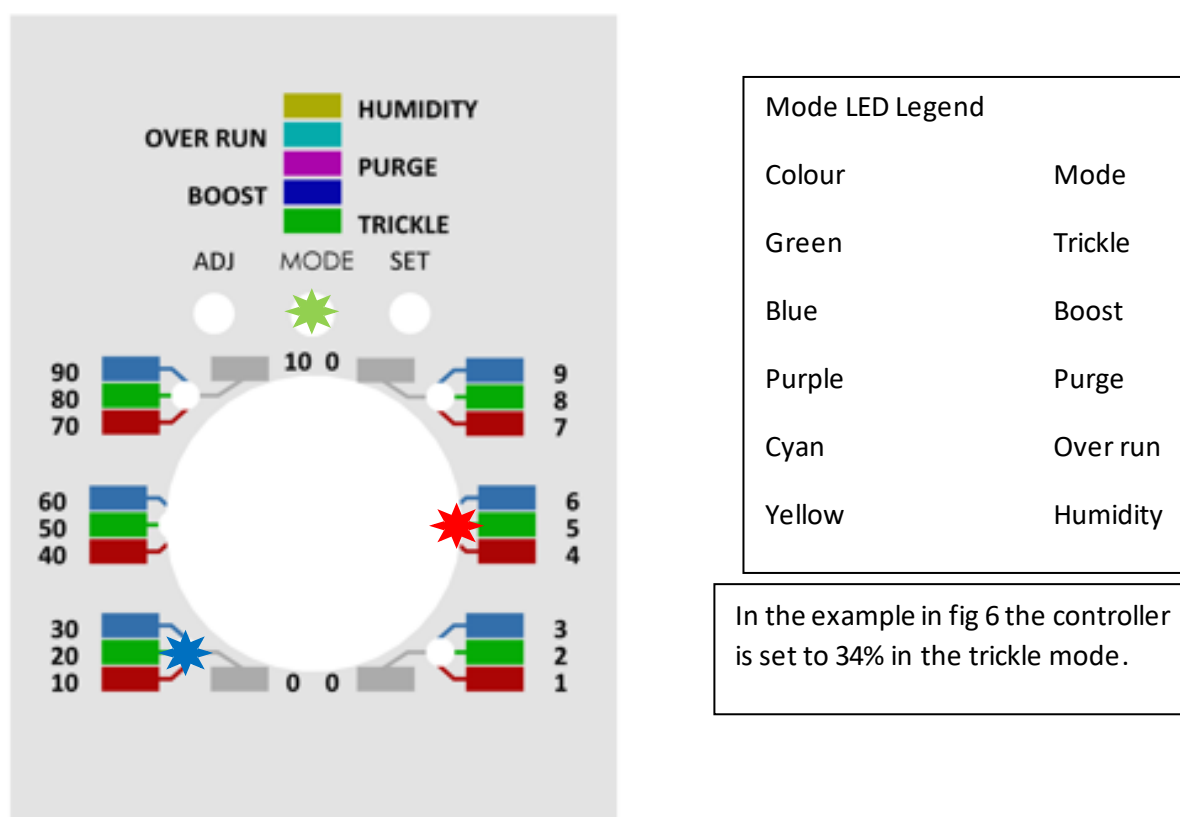 HUMIDITY
OVER RUN
PURGE
BOOST
TRICKLE
ADJ MODE SET
10 0
90 9
80 8
70 7
60 6
50 5
40 4
30 3
20 2
10 1
0 0
Mode LED Legend
Colour Mode
Green Trickle
Blue Boost
Purple Purge
Cyan Over run
Yellow Humidity
In the example in fig 6 the controller
is set to 34% in the trickle mode.